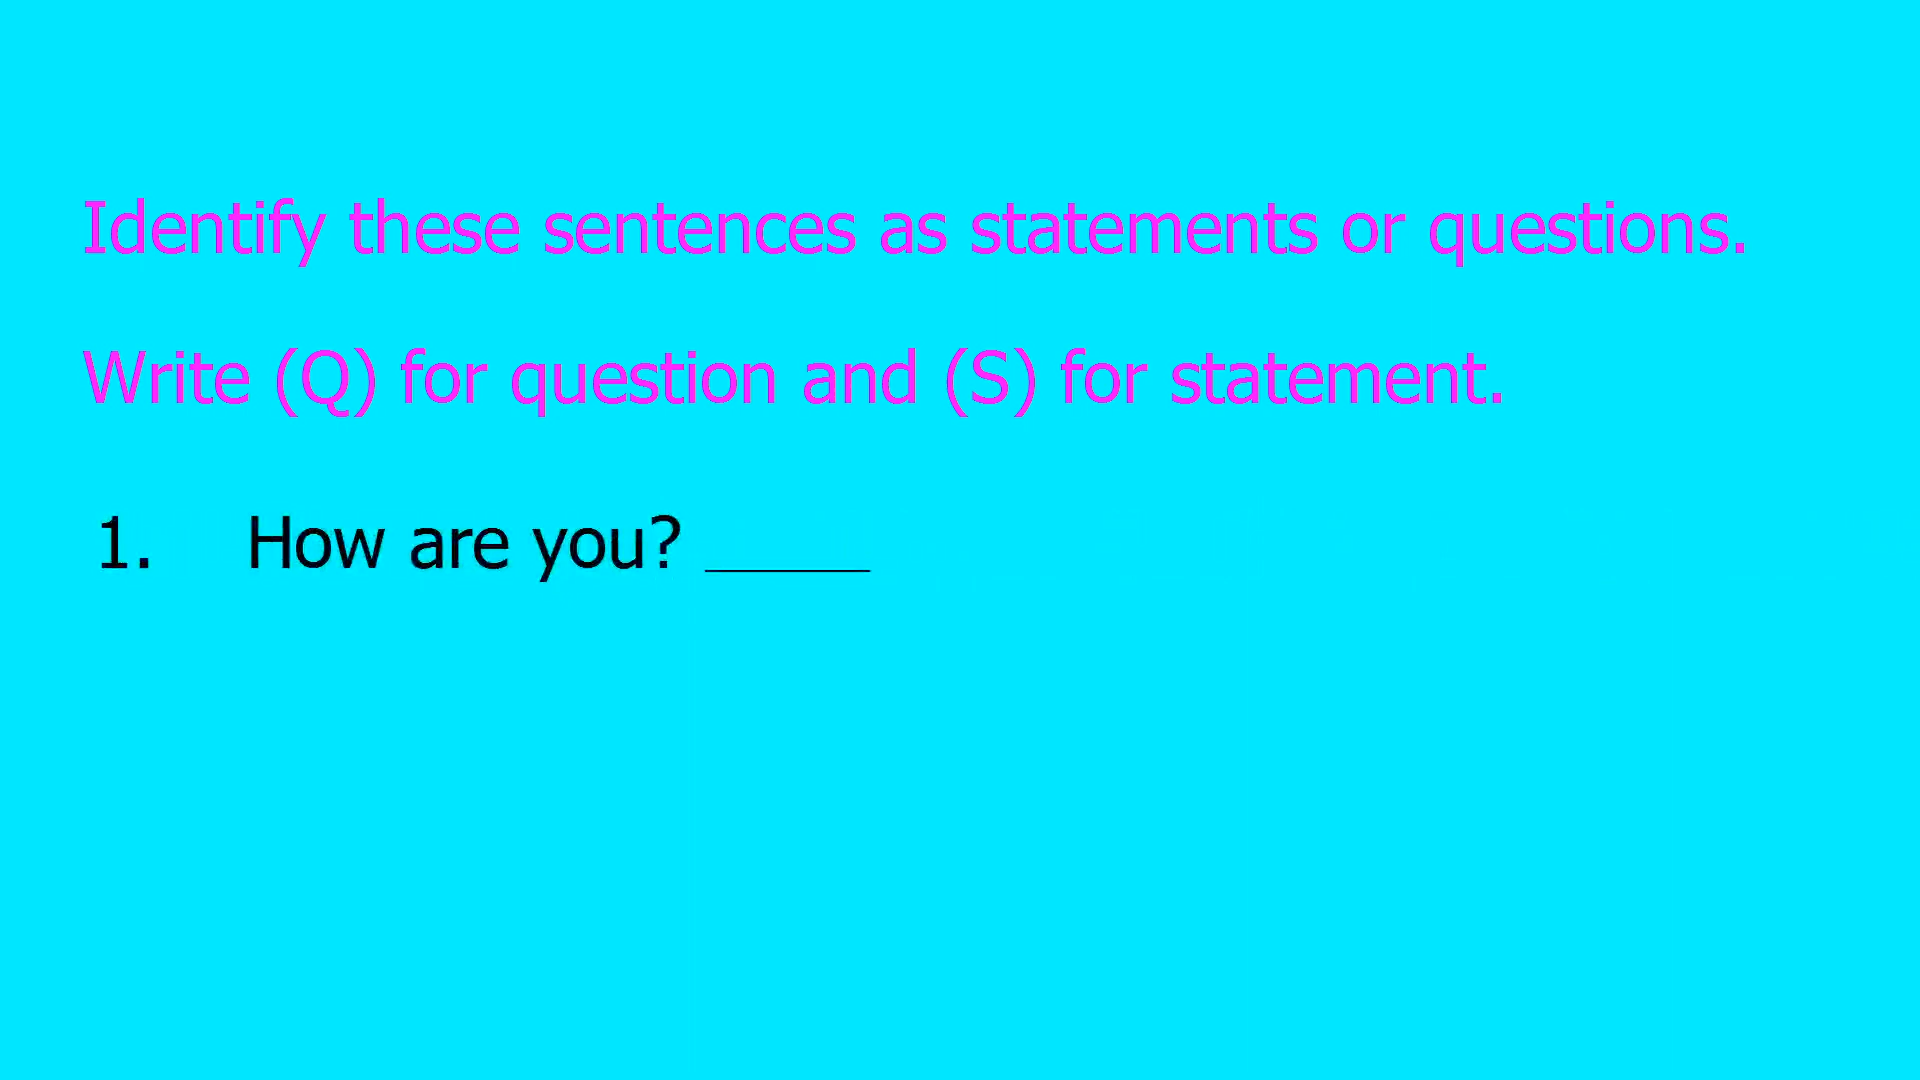 Identify these sentences as statements or questions.
Write (Q) for question and (S) for statement.
1. How are you? _____